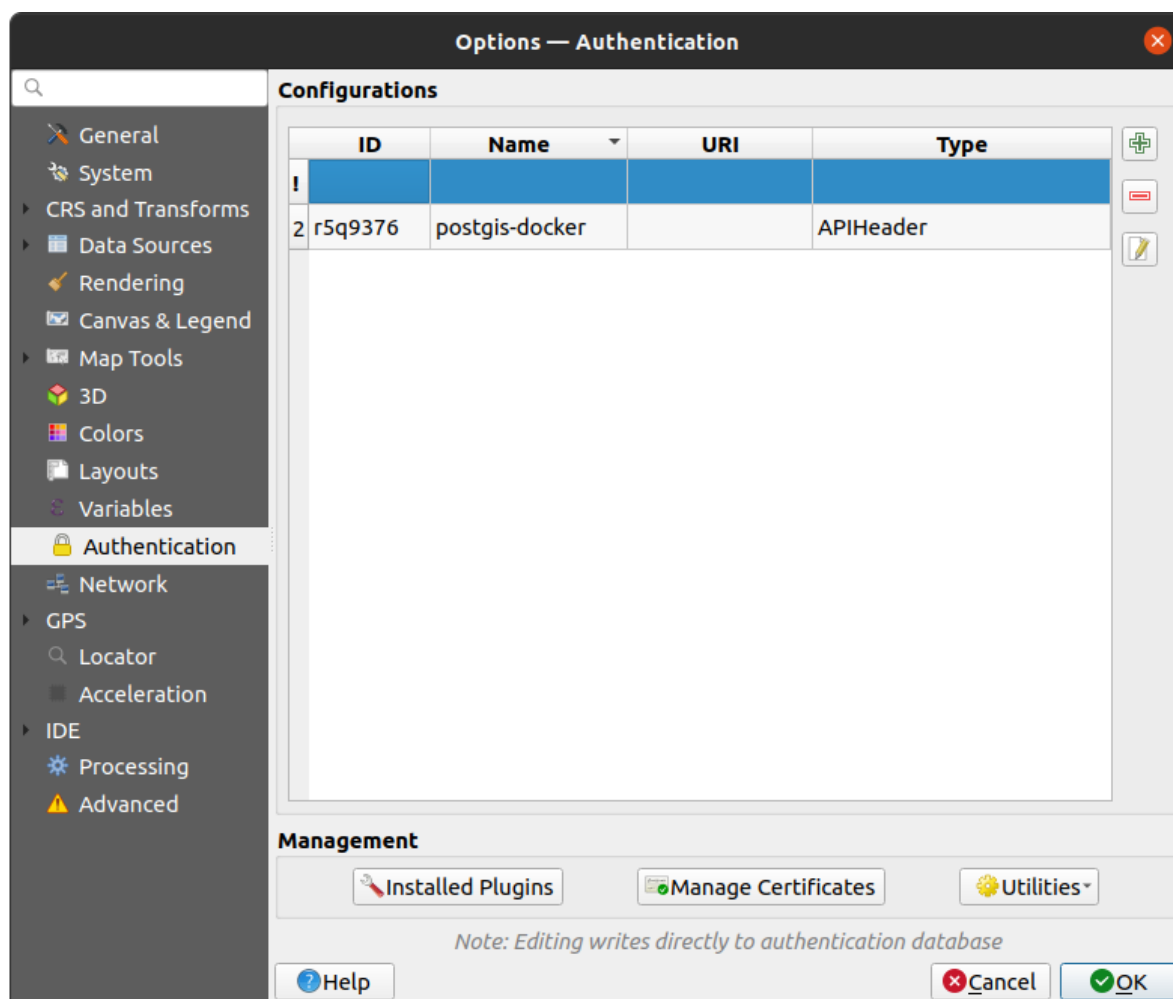 Options — Authentication
Configurations
General
System
CRS and Transforms
Data Sources
Rendering
Canvas & Legend
Map Tools
3D
Colors
Layouts
Variables
Authentication
Network
GPS
Locator
Acceleration
IDE
Processing
Advanced
ID Name URI Type
!
2 r5q9376 postgis-docker APIHeader
Management
Installed Plugins Manage Certificates Utilities
Note: Editing writes directly to authentication database
Help Cancel OK